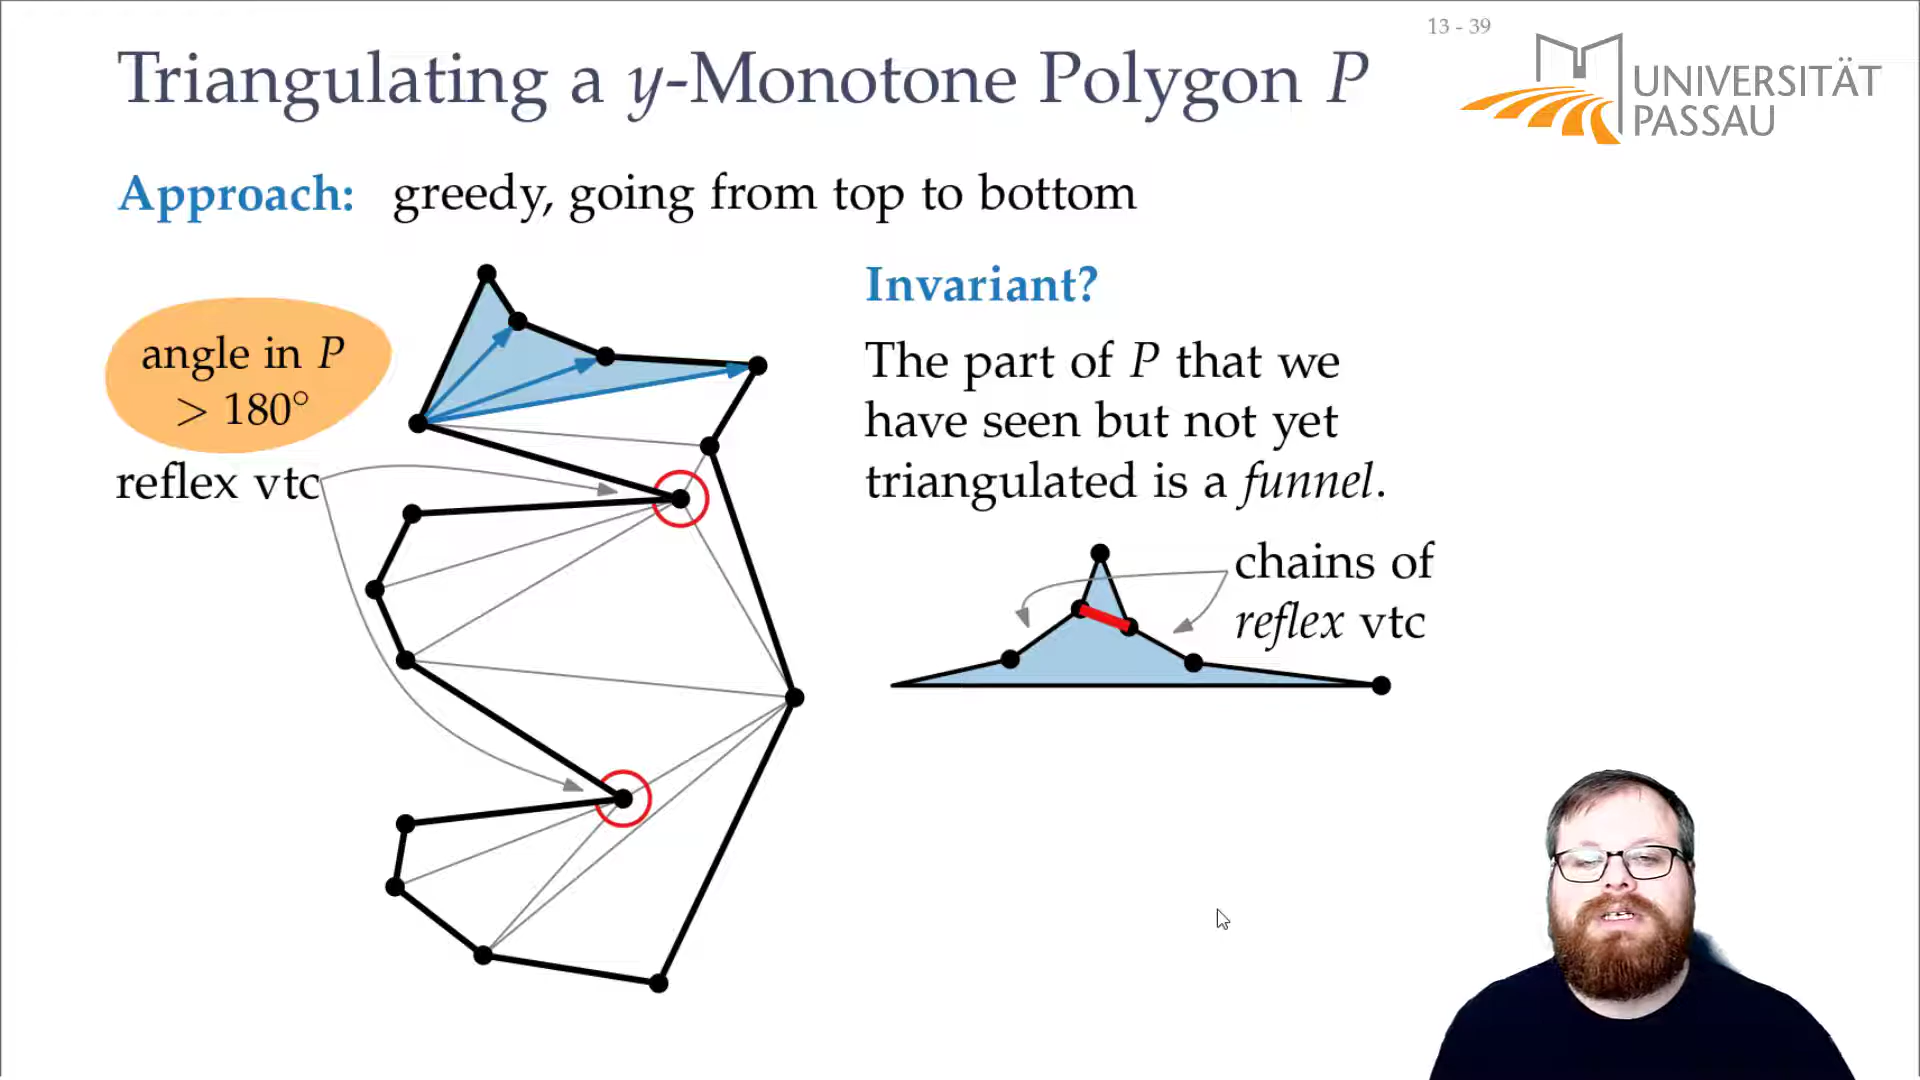 13 - 39
Triangulating a y-Monotone Polygon P
UNIVERSITÄT
PASSAU
Approach: greedy, going from top to bottom
angle in P
> 180°
reflex vtc
Invariant?
The part of P that we
have seen but not yet
triangulated is a funnel.
chains of
reflex vtc